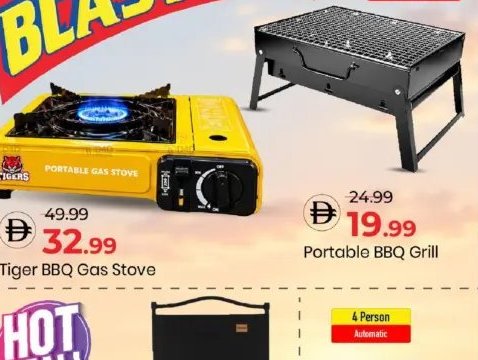 BLAS
TIGERS
PORTABLE GAS STOVE
49.99
32.99
Tiger BBQ Gas Stove
24.99
19.99
Portable BBQ Grill
HOT
4 Person
Automatic